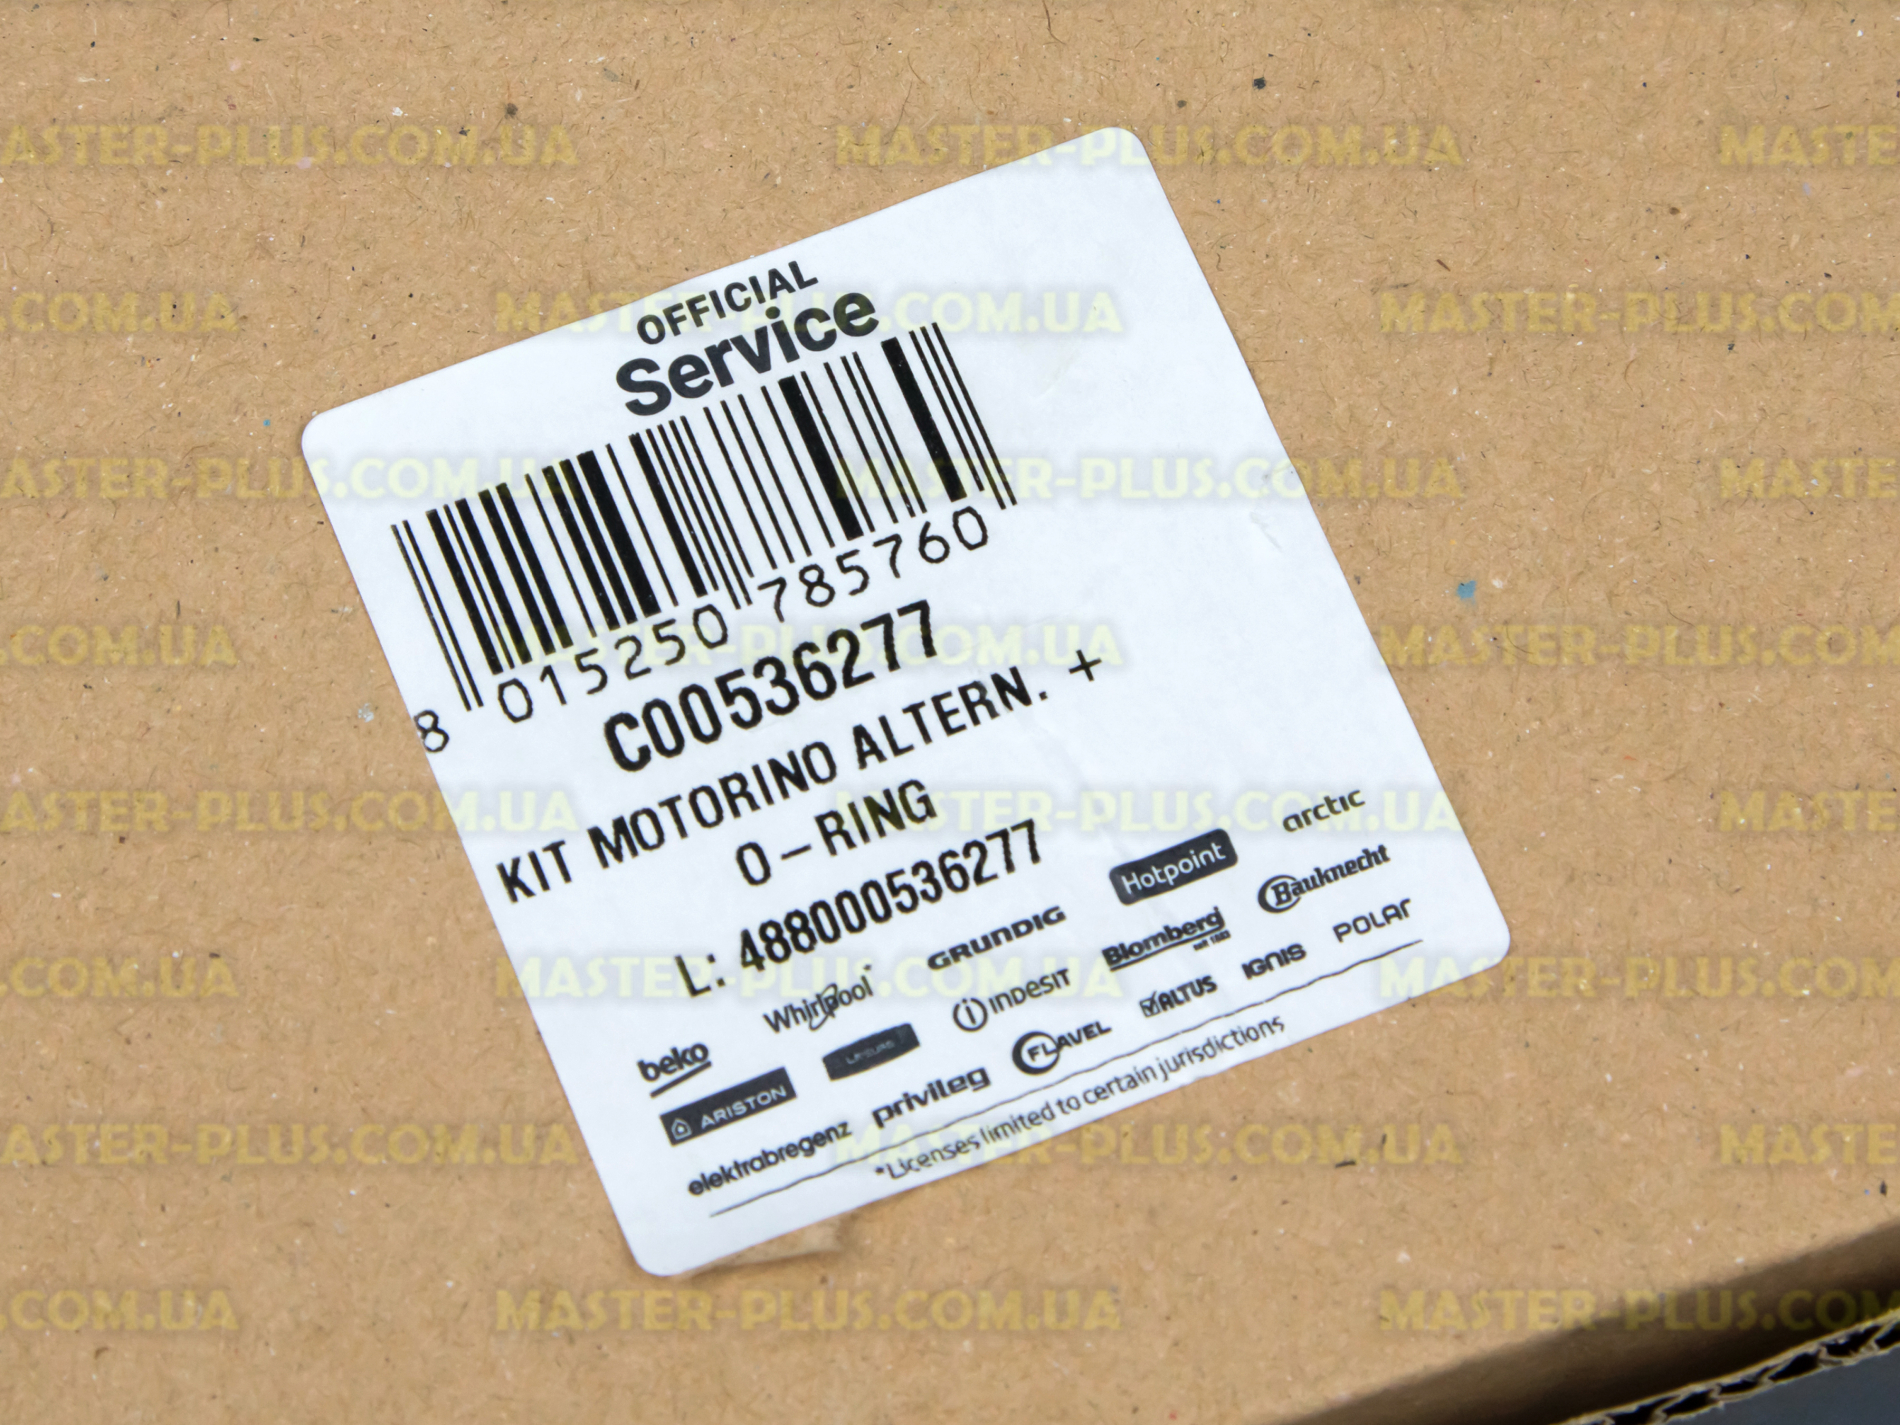 OFFICIAL
Service
8 015250 785760
C00536277
KIT MOTORINO ALTERN. +
O-RING
L: 488000536277
beko Whirlpool GRUNDIG Hotpoint arctic
ARISTON LEISURE INDESIT Blomberg Bauknecht
elektrabregenz privileg FLAVEL ALTUS IGNIS POLAR
*Licenses limited to certain jurisdictions
MASTER-PLUS.COM.UA